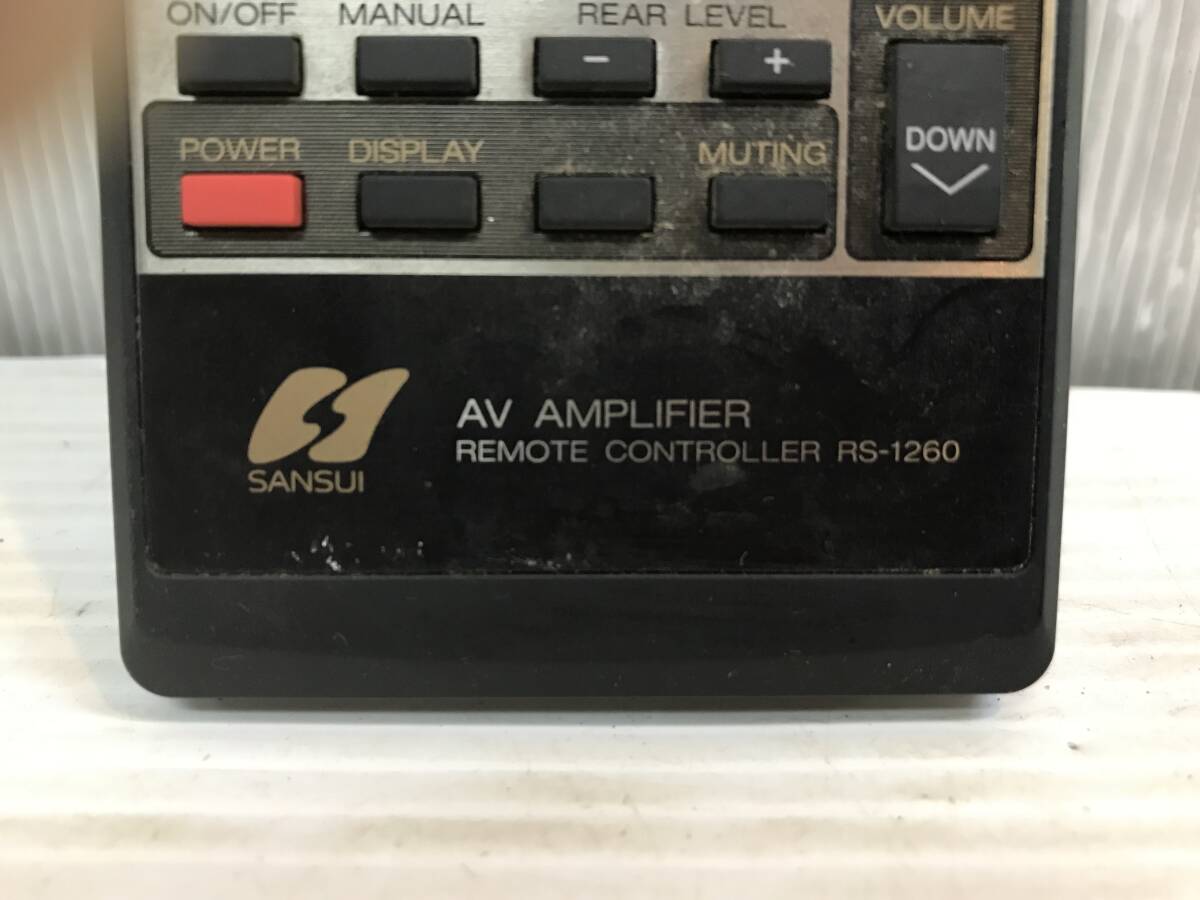 ON/OFF MANUAL REAR LEVEL VOLUME
− +
POWER DISPLAY MUTING DOWN
SANSUI
AV AMPLIFIER
REMOTE CONTROLLER RS-1260